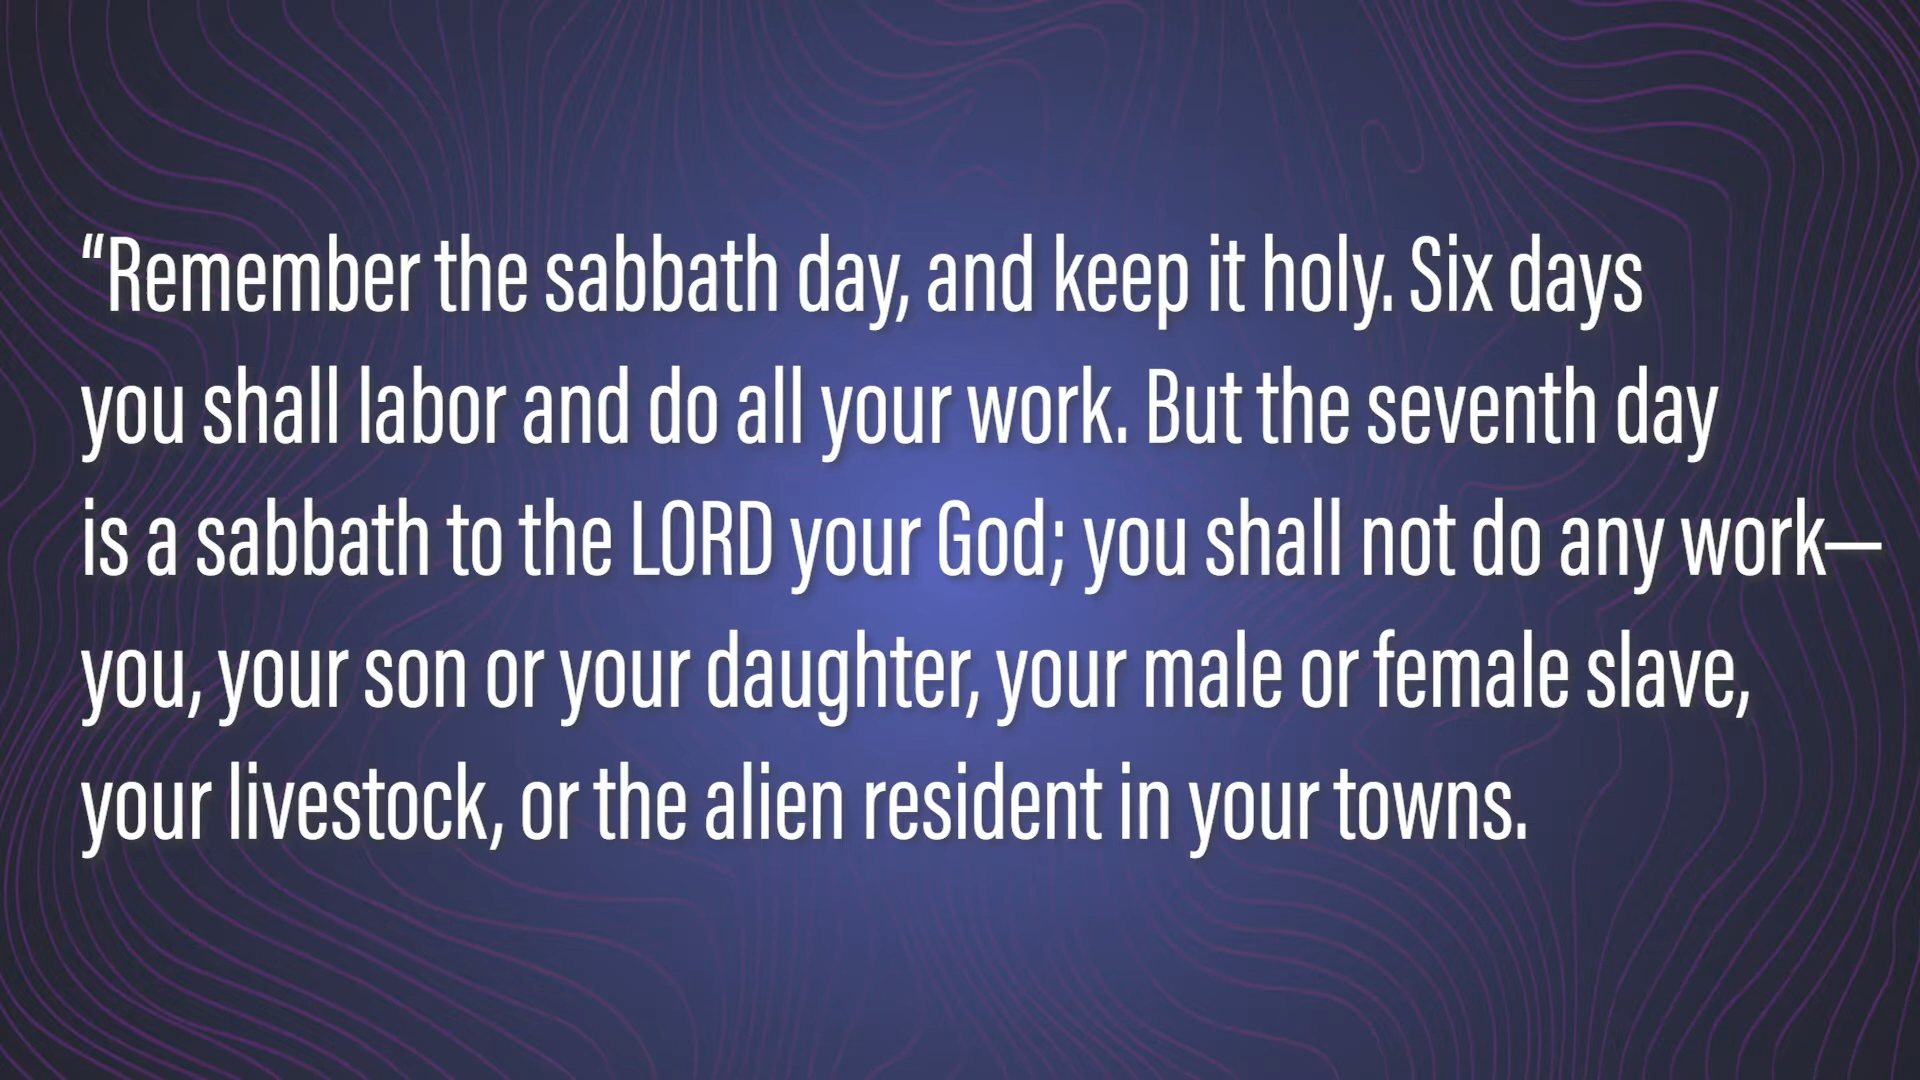 “Remember the sabbath day, and keep it holy. Six days
you shall labor and do all your work. But the seventh day
is a sabbath to the LORD your God; you shall not do any work—
you, your son or your daughter, your male or female slave,
your livestock, or the alien resident in your towns.